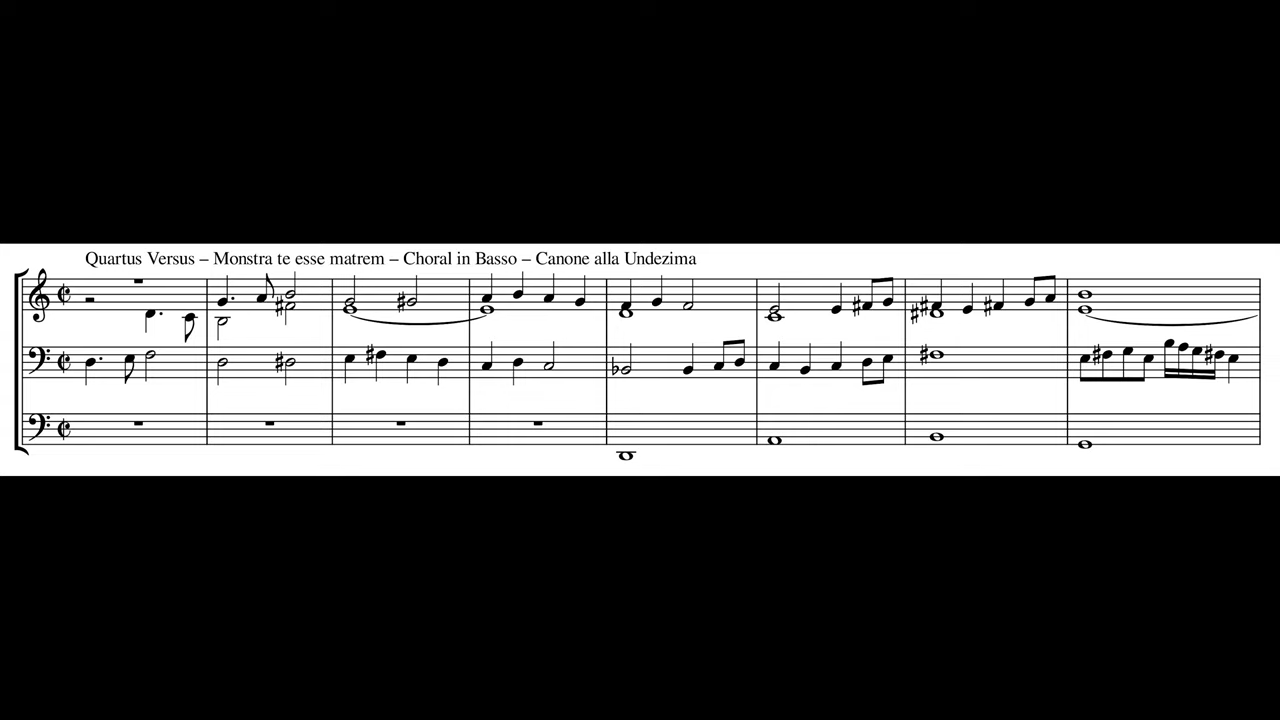 Quartus Versus – Monstra te esse matrem – Choral in Basso – Canone alla Undezima